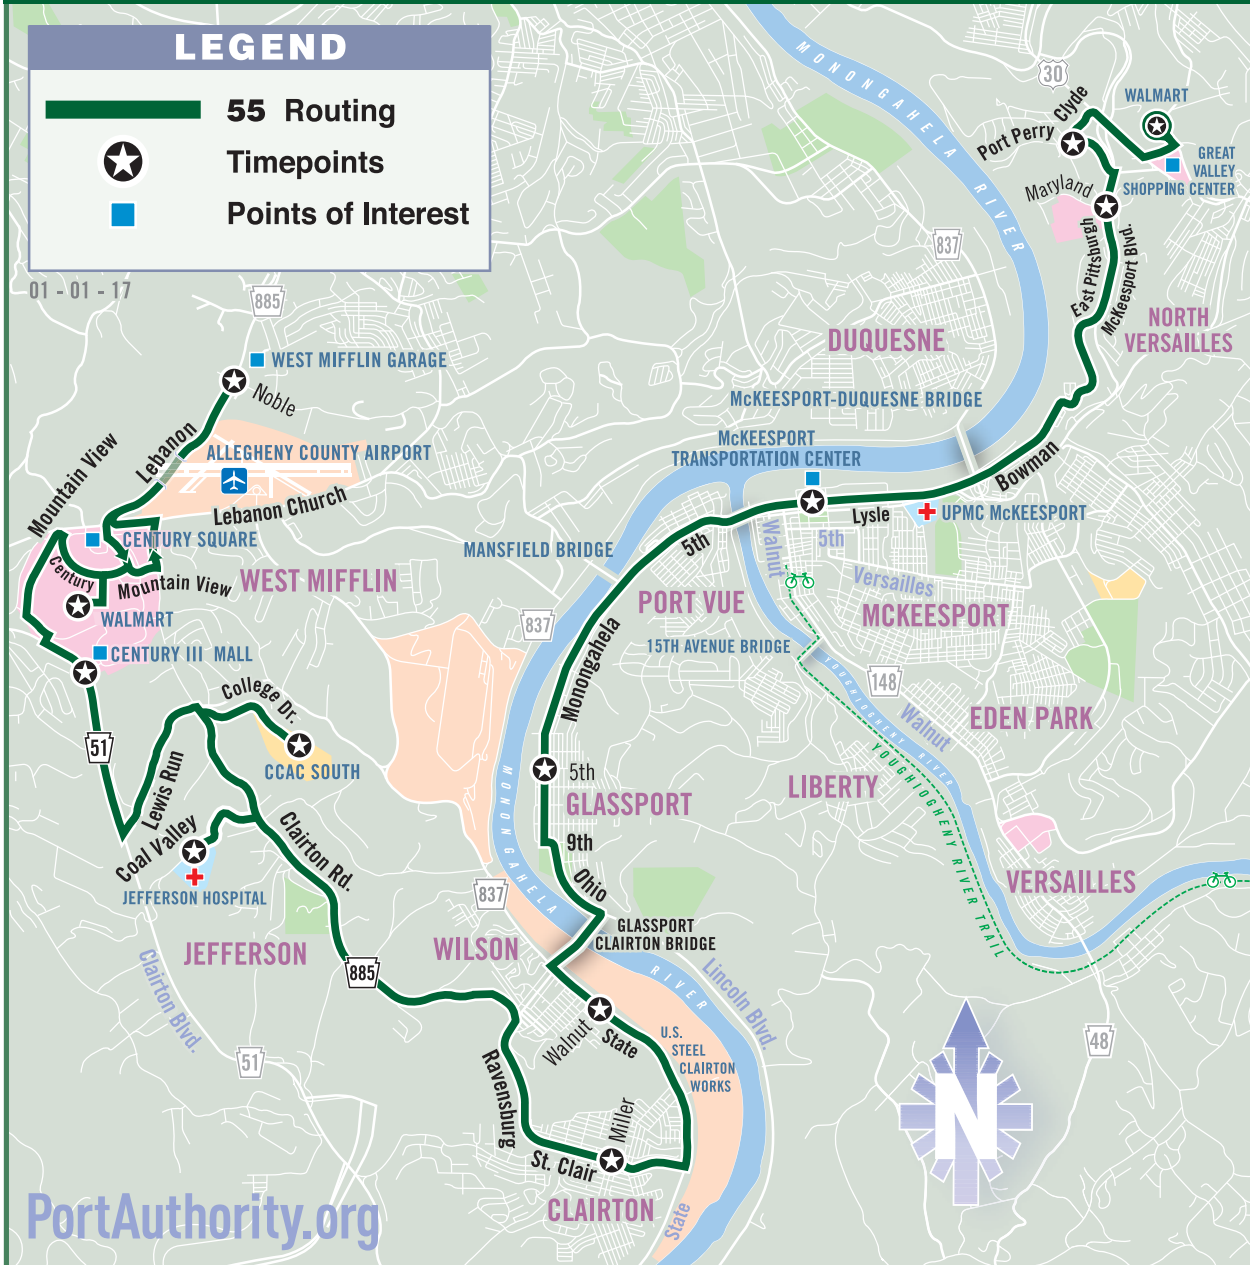 LEGEND
55 Routing
Timepoints
Points of Interest
01 - 01 - 17
MONONGAHELA RIVER
30
WALMART
Clyde
Port Perry
GREAT
VALLEY
SHOPPING CENTER
Maryland
East Pittsburgh
McKeesport Blvd.
837
NORTH
VERSAILLES
DUQUESNE
885
WEST MIFFLIN GARAGE
Noble
McKEESPORT-DUQUESNE BRIDGE
Lebanon
ALLEGHENY COUNTY AIRPORT
Lebanon Church
Mountain View
McKEESPORT
TRANSPORTATION CENTER
Bowman
Lysle
UPMC McKEESPORT
CENTURY SQUARE
Century
Mountain View
WEST MIFFLIN
WALMART
CENTURY III MALL
MANSFIELD BRIDGE
5th
Walnut
5th
Versailles
MCKEESPORT
PORT VUE
837
15TH AVENUE BRIDGE
Monongahela
148
YOUGHIOGHENY RIVER
Walnut
EDEN PARK
College Dr.
51
CCAC SOUTH
Lewis Run
Coal Valley
Clairton Rd.
JEFFERSON HOSPITAL
MONONGAHELA
5th
GLASSPORT
9th
LIBERTY
YOUGHIOGHENY RIVER TRAIL
VERSAILLES
837
Ohio
GLASSPORT
CLAIRTON BRIDGE
JEFFERSON
WILSON
885
Clairton Blvd.
RIVER
Lincoln Blvd.
51
Walnut
State
U.S.
STEEL
CLAIRTON
WORKS
48
N
Ravensburg
Miller
St. Clair
CLAIRTON
State
PortAuthority.org